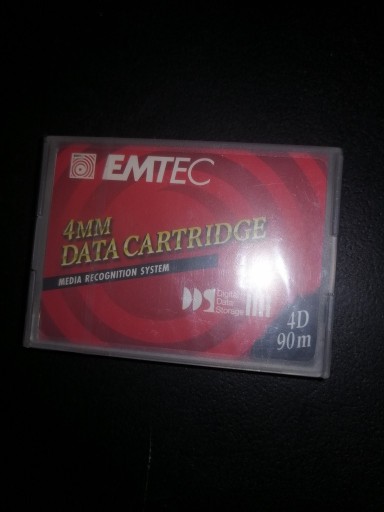 EMTEC
4MM
DATA CARTRIDGE
MEDIA RECOGNITION SYSTEM
DDS Digital
Data
Storage
4D
90m